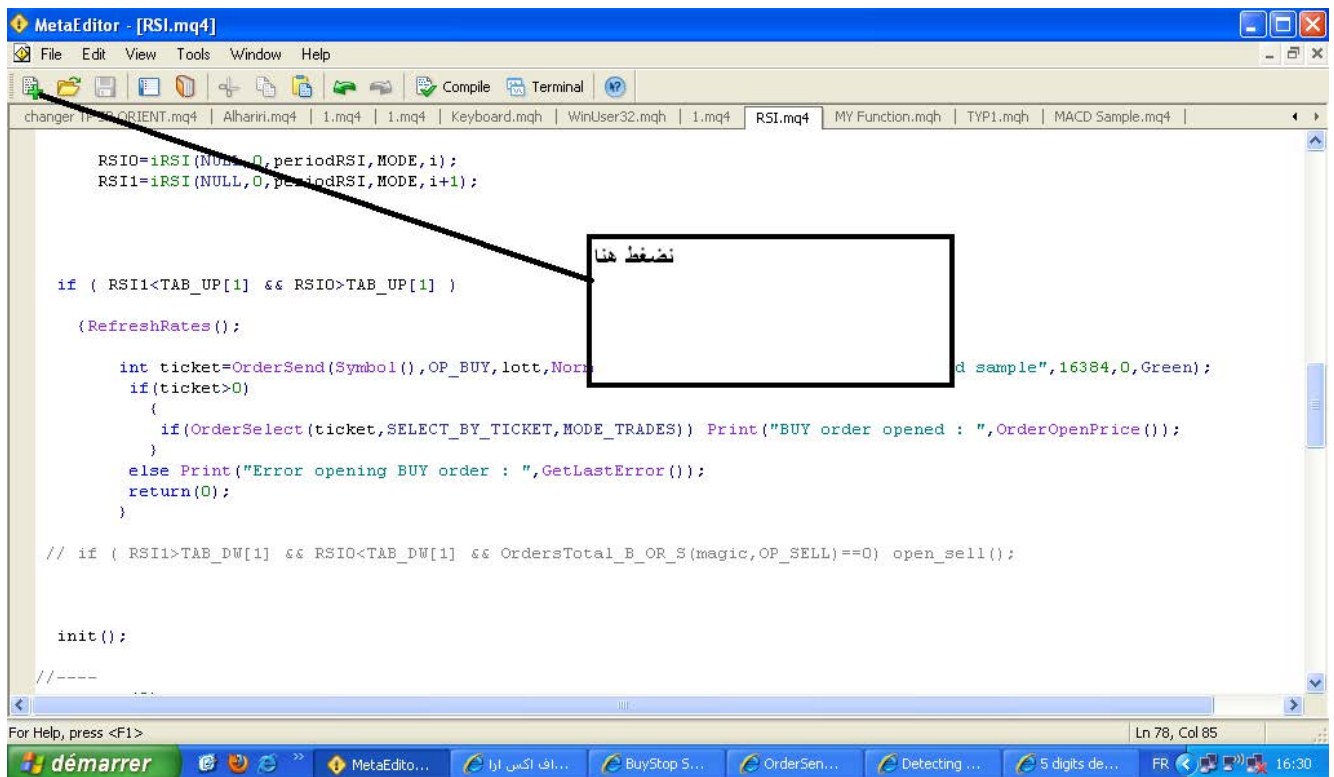 MetaEditor - [RSI.mq4]
File Edit View Tools Window Help
Compile Terminal
changer ORIENT.mq4 | Alhariri.mq4 | 1.mq4 | 1.mq4 | Keyboard.mqh | WinUser32.mqh | 1.mq4 | RSI.mq4 | MY Function.mqh | TYP1.mqh | MACD Sample.mq4 |
RSI0=iRSI(NULL,0,periodRSI,MODE,i);
RSI1=iRSI(NULL,0,periodRSI,MODE,i+1);
نضغط هنا
if ( RSI1<TAB_UP[1] && RSI0>TAB_UP[1] )
{RefreshRates();
int ticket=OrderSend(Symbol(),OP_BUY,lott,Norm d sample",16384,0,Green);
if(ticket>0)
{
if(OrderSelect(ticket,SELECT_BY_TICKET,MODE_TRADES)) Print("BUY order opened : ",OrderOpenPrice());
}
else Print("Error opening BUY order : ",GetLastError());
return(0);
}
// if ( RSI1>TAB_DW[1] && RSI0<TAB_DW[1] && OrdersTotal_B_OR_S(magic,OP_SELL)==0) open_sell();
init();
//----
For Help, press <F1> Ln 78, Col 85
démarrer MetaEdito... اف اكس ارا... BuyStop S... OrderSen... Detecting ... 5 digits de... FR 16:30